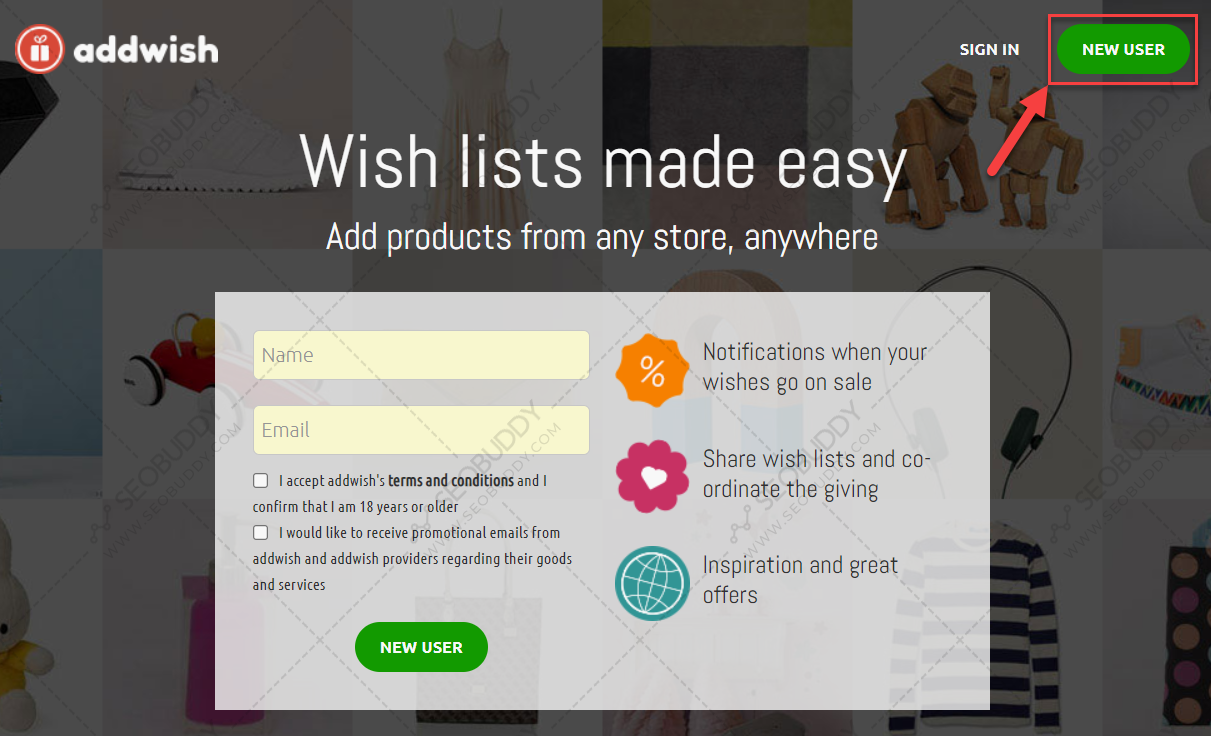 addwish
SIGN IN
NEW USER
Wish lists made easy
Add products from any store, anywhere
Name
Email
I accept addwish's terms and conditions and I
confirm that I am 18 years or older
I would like to receive promotional emails from
addwish and addwish providers regarding their goods
and services
NEW USER
%
Notifications when your
wishes go on sale
Share wish lists and co-
ordinate the giving
Inspiration and great
offers
SEOBUDDY
WWW.SEOBUDDY.COM